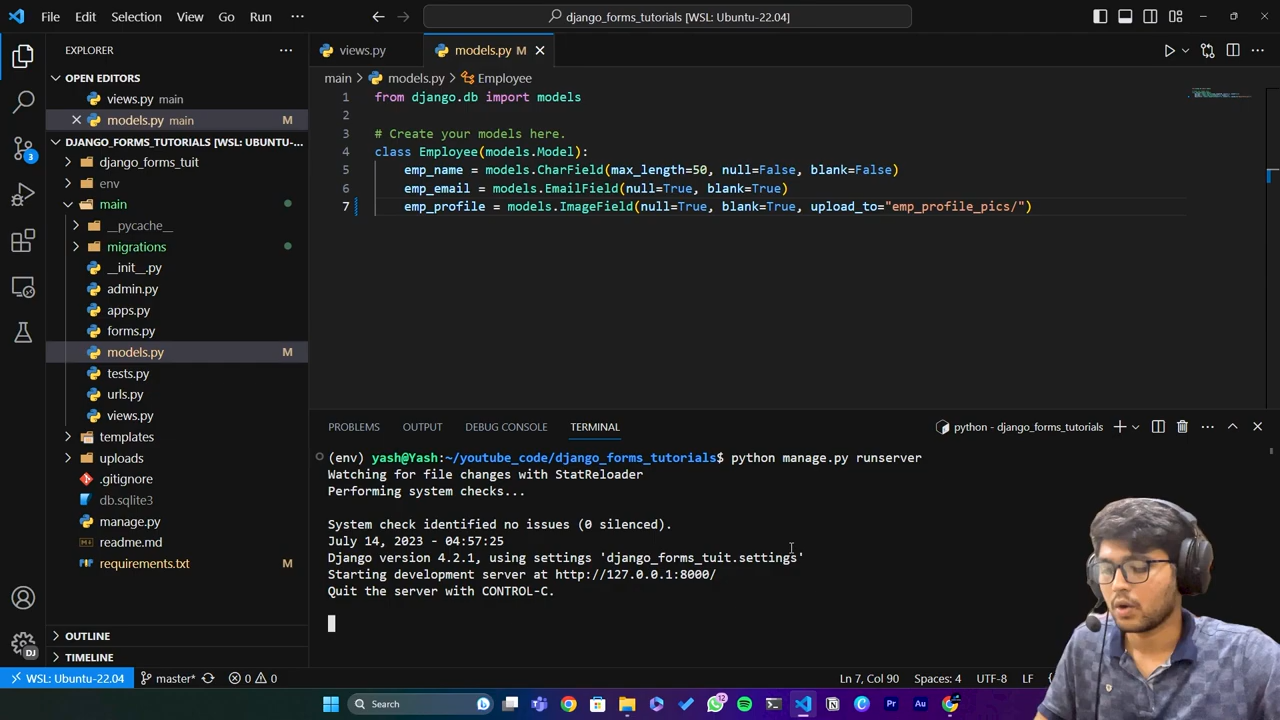 File Edit Selection View Go Run ···
django_forms_tutorials [WSL: Ubuntu-22.04]
EXPLORER ···
OPEN EDITORS
views.py main
models.py main M
DJANGO_FORMS_TUTORIALS [WSL: UBUNTU-...
django_forms_tuit
env
main
__pycache__
migrations
__init__.py
admin.py
apps.py
forms.py
models.py M
tests.py
urls.py
views.py
templates
uploads
.gitignore
db.sqlite3
manage.py
readme.md
requirements.txt M
OUTLINE
TIMELINE
3
DJ
views.py models.py M
main > models.py > Employee
1 from django.db import models
2
3 # Create your models here.
4 class Employee(models.Model):
5 emp_name = models.CharField(max_length=50, null=False, blank=False)
6 emp_email = models.EmailField(null=True, blank=True)
7 emp_profile = models.ImageField(null=True, blank=True, upload_to="emp_profile_pics/")
PROBLEMS OUTPUT DEBUG CONSOLE TERMINAL python - django_forms_tutorials
(env) yash@Yash:~/youtube_code/django_forms_tutorials$ python manage.py runserver
Watching for file changes with StatReloader
Performing system checks...
System check identified no issues (0 silenced).
July 14, 2023 - 04:57:25
Django version 4.2.1, using settings 'django_forms_tuit.settings'
Starting development server at http://127.0.0.1:8000/
Quit the server with CONTROL-C.
WSL: Ubuntu-22.04 master* 0 0 Ln 7, Col 90 Spaces: 4 UTF-8 LF
Search 12 Pr Au